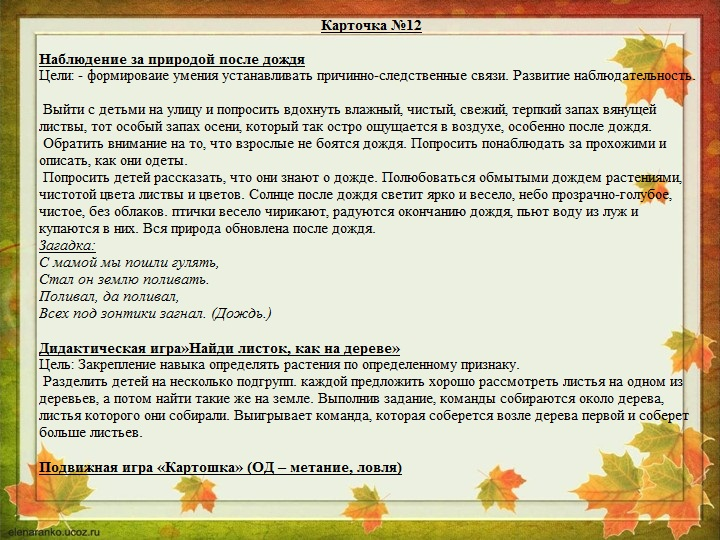 Карточка №12
Наблюдение за природой после дождя
Цели: - формироваие умения устанавливать причинно-следственные связи. Развитие наблюдательность.
Выйти с детьми на улицу и попросить вдохнуть влажный, чистый, свежий, терпкий запах вянущей
листвы, тот особый запах осени, который так остро ощущается в воздухе, особенно после дождя.
Обратить внимание на то, что взрослые не боятся дождя. Попросить понаблюдать за прохожими и
описать, как они одеты.
Попросить детей рассказать, что они знают о дожде. Полюбоваться обмытыми дождем растениями,
чистотой цвета листвы и цветов. Солнце после дождя светит ярко и весело, небо прозрачно-голубое,
чистое, без облаков. птички весело чирикают, радуются окончанию дождя, пьют воду из луж и
купаются в них. Вся природа обновлена после дождя.
Загадка:
С мамой мы пошли гулять,
Стал он землю поливать.
Поливал, да поливал,
Всех под зонтики загнал. (Дождь.)
Дидактическая игра»Найди листок, как на дереве»
Цель: Закрепление навыка определять растения по определенному признаку.
Разделить детей на несколько подгрупп. каждой предложить хорошо рассмотреть листья на одном из
деревьев, а потом найти такие же на земле. Выполнив задание, команды собираются около дерева,
листья которого они собирали. Выигрывает команда, которая соберется возле дерева первой и соберет
больше листьев.
Подвижная игра «Картошка» (ОД – метание, ловля)
elenaranko.ucoz.ru